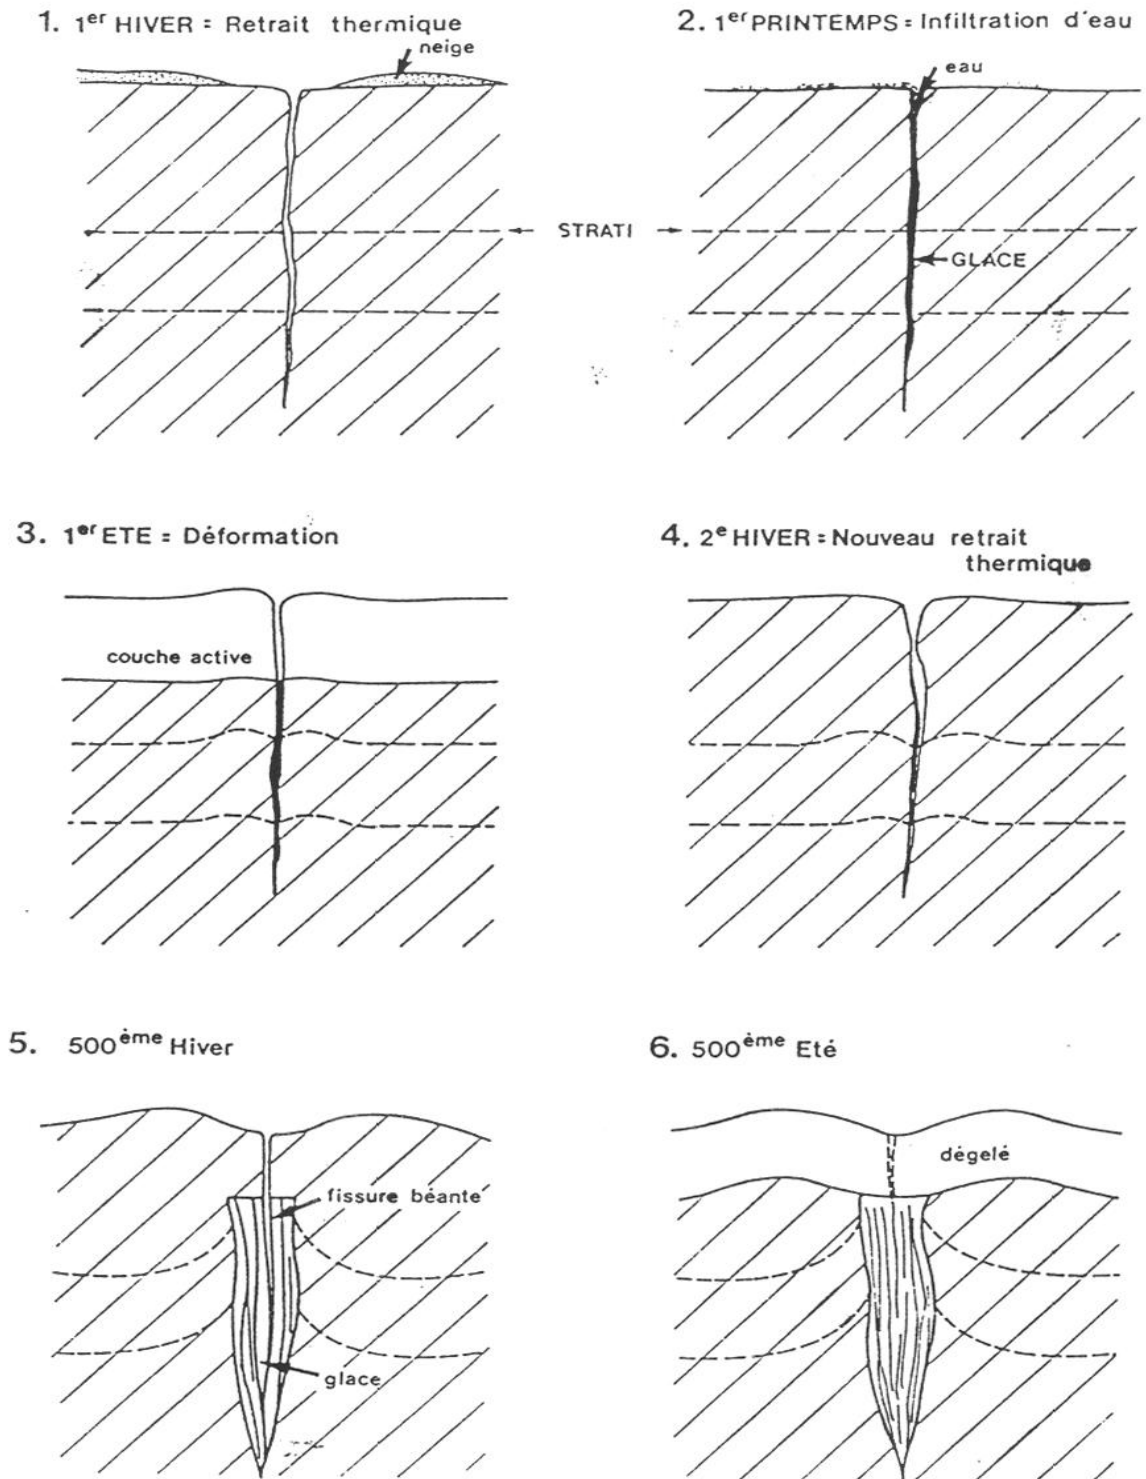 1. 1er HIVER = Retrait thermique
neige
2. 1er PRINTEMPS = Infiltration d'eau
eau
STRATI
GLACE
3. 1er ETE = Déformation
couche active
4. 2e HIVER = Nouveau retrait
thermique
5. 500ème Hiver
fissure béante
glace
6. 500ème Eté
dégelé